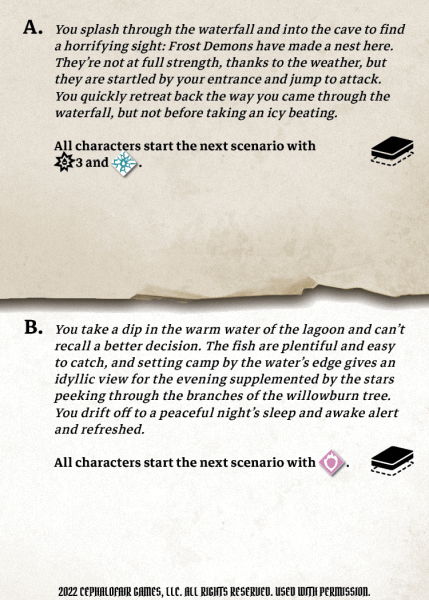 A. You splash through the waterfall and into the cave to find
a horrifying sight: Frost Demons have made a nest here.
They’re not at full strength, thanks to the weather, but
they are startled by your entrance and jump to attack.
You quickly retreat back the way you came through the
waterfall, but not before taking an icy beating.
All characters start the next scenario with
3 and .
B. You take a dip in the warm water of the lagoon and can’t
recall a better decision. The fish are plentiful and easy
to catch, and setting camp by the water’s edge gives an
idyllic view for the evening supplemented by the stars
peeking through the branches of the willowburn tree.
You drift off to a peaceful night’s sleep and awake alert
and refreshed.
All characters start the next scenario with .
2022 CEPHALOFAIR GAMES, LLC. ALL RIGHTS RESERVED. USED WITH PERMISSION.